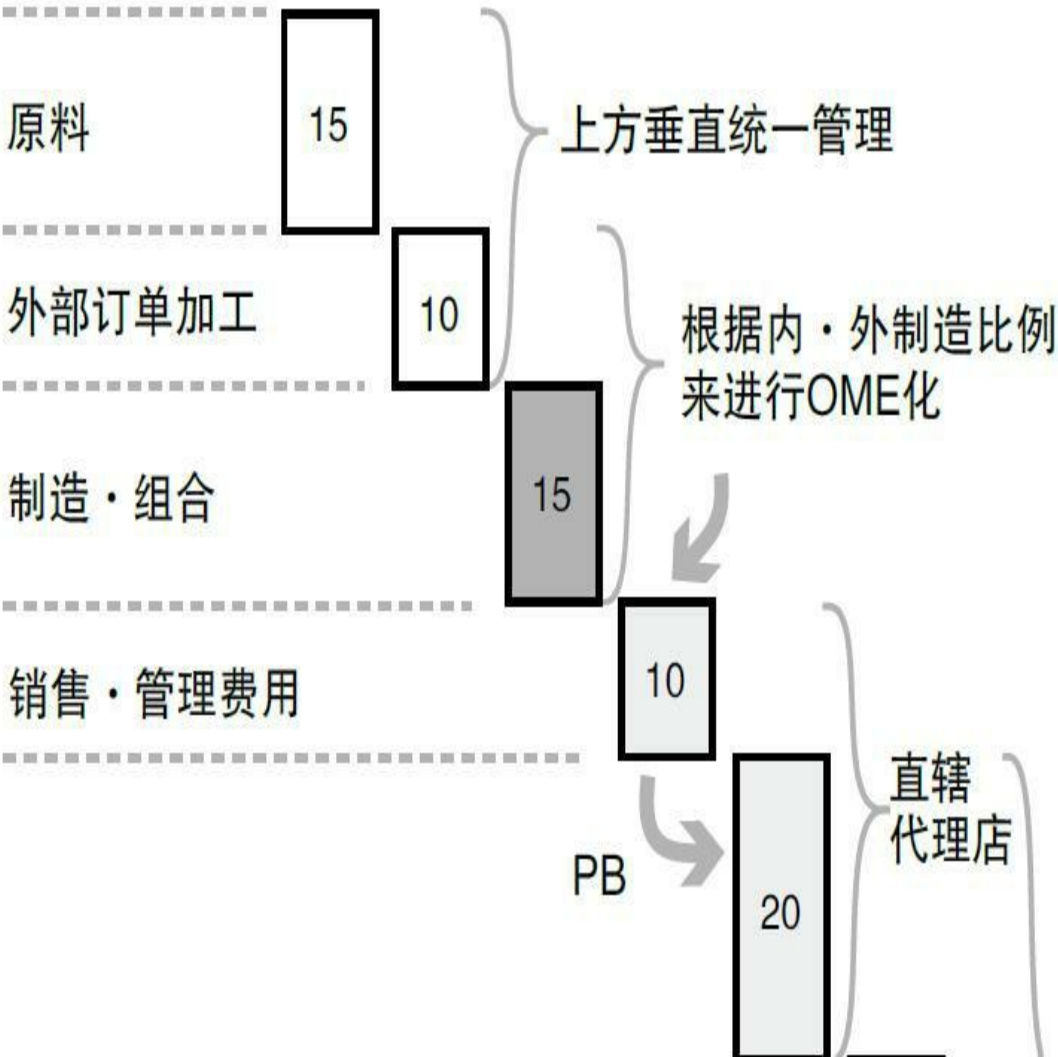 原料
15
上方垂直统一管理
外部订单加工
10
根据内・外制造比例
来进行OME化
制造・组合
15
销售・管理费用
10
直辖
代理店
PB
20